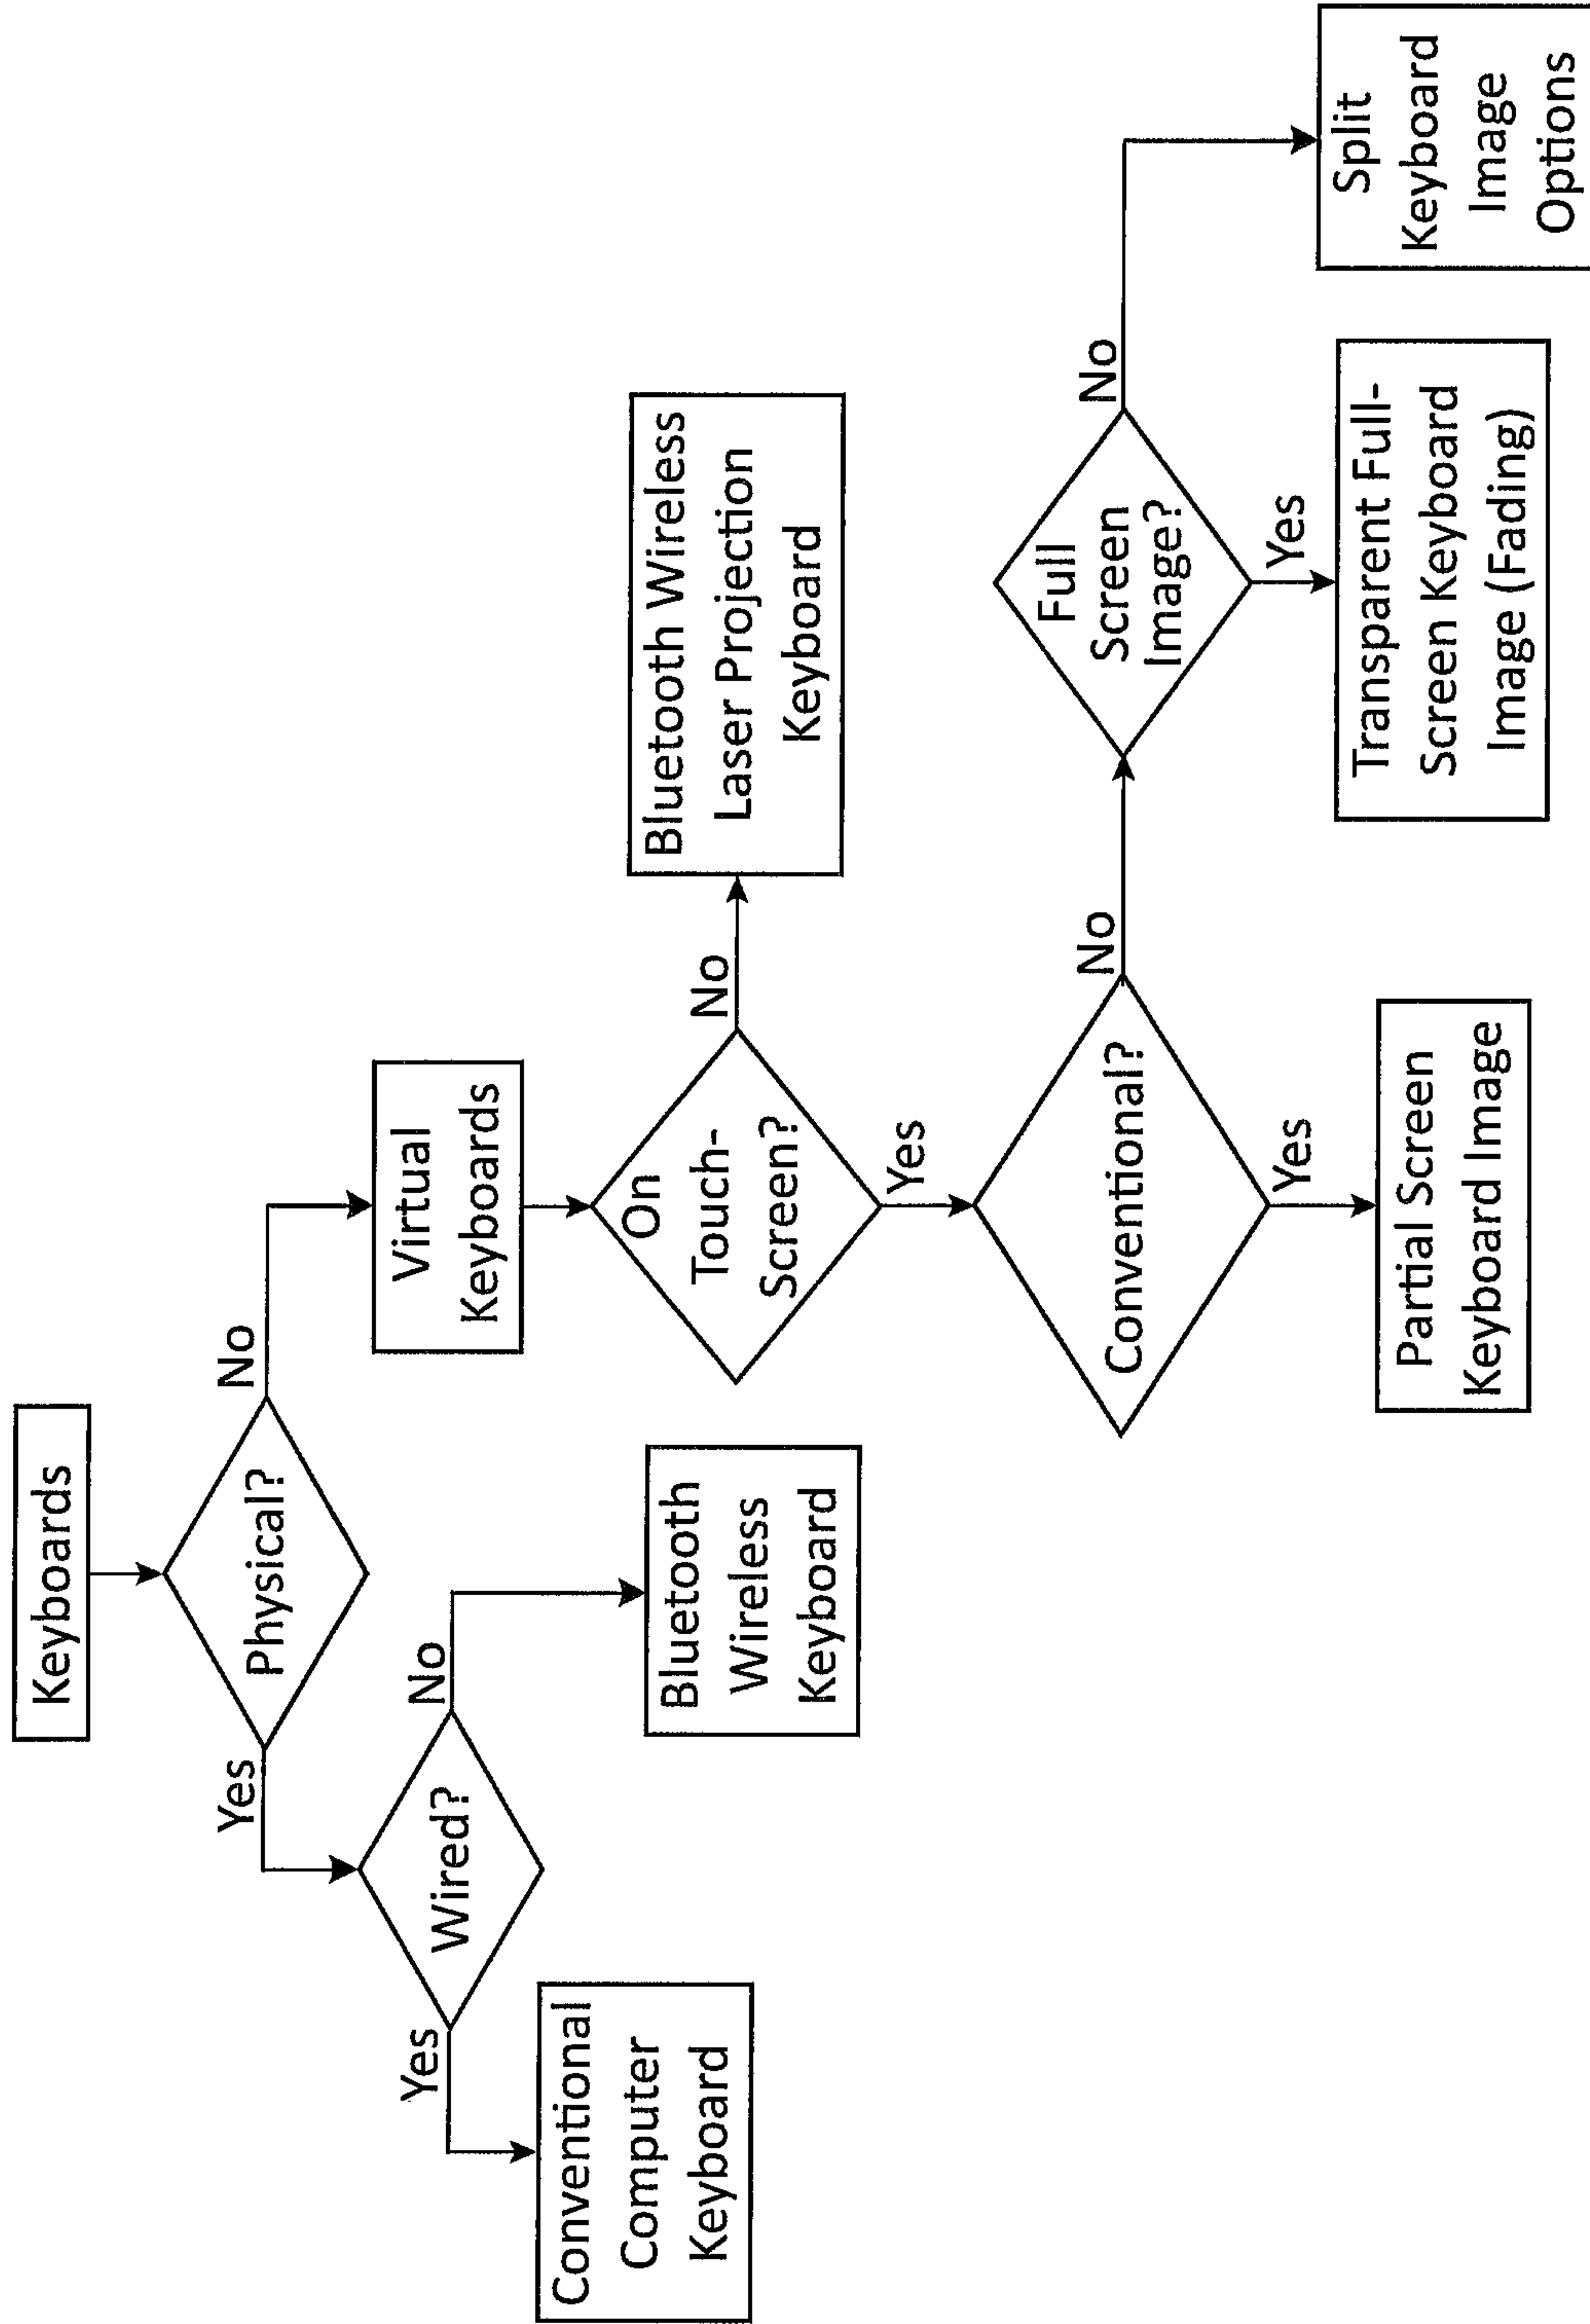 Keyboards
Physical?
Yes
No
Wired?
Yes
No
Conventional
Computer
Keyboard
Bluetooth
Wireless
Keyboard
Virtual
Keyboards
On
Touch-
Screen?
No
Yes
Bluetooth Wireless
Laser Projection
Keyboard
Conventional?
No
Yes
Partial Screen
Keyboard Image
Full
Screen
Image?
No
Yes
Transparent Full-
Screen Keyboard
Image (Fading)
Split
Keyboard
Image
Options